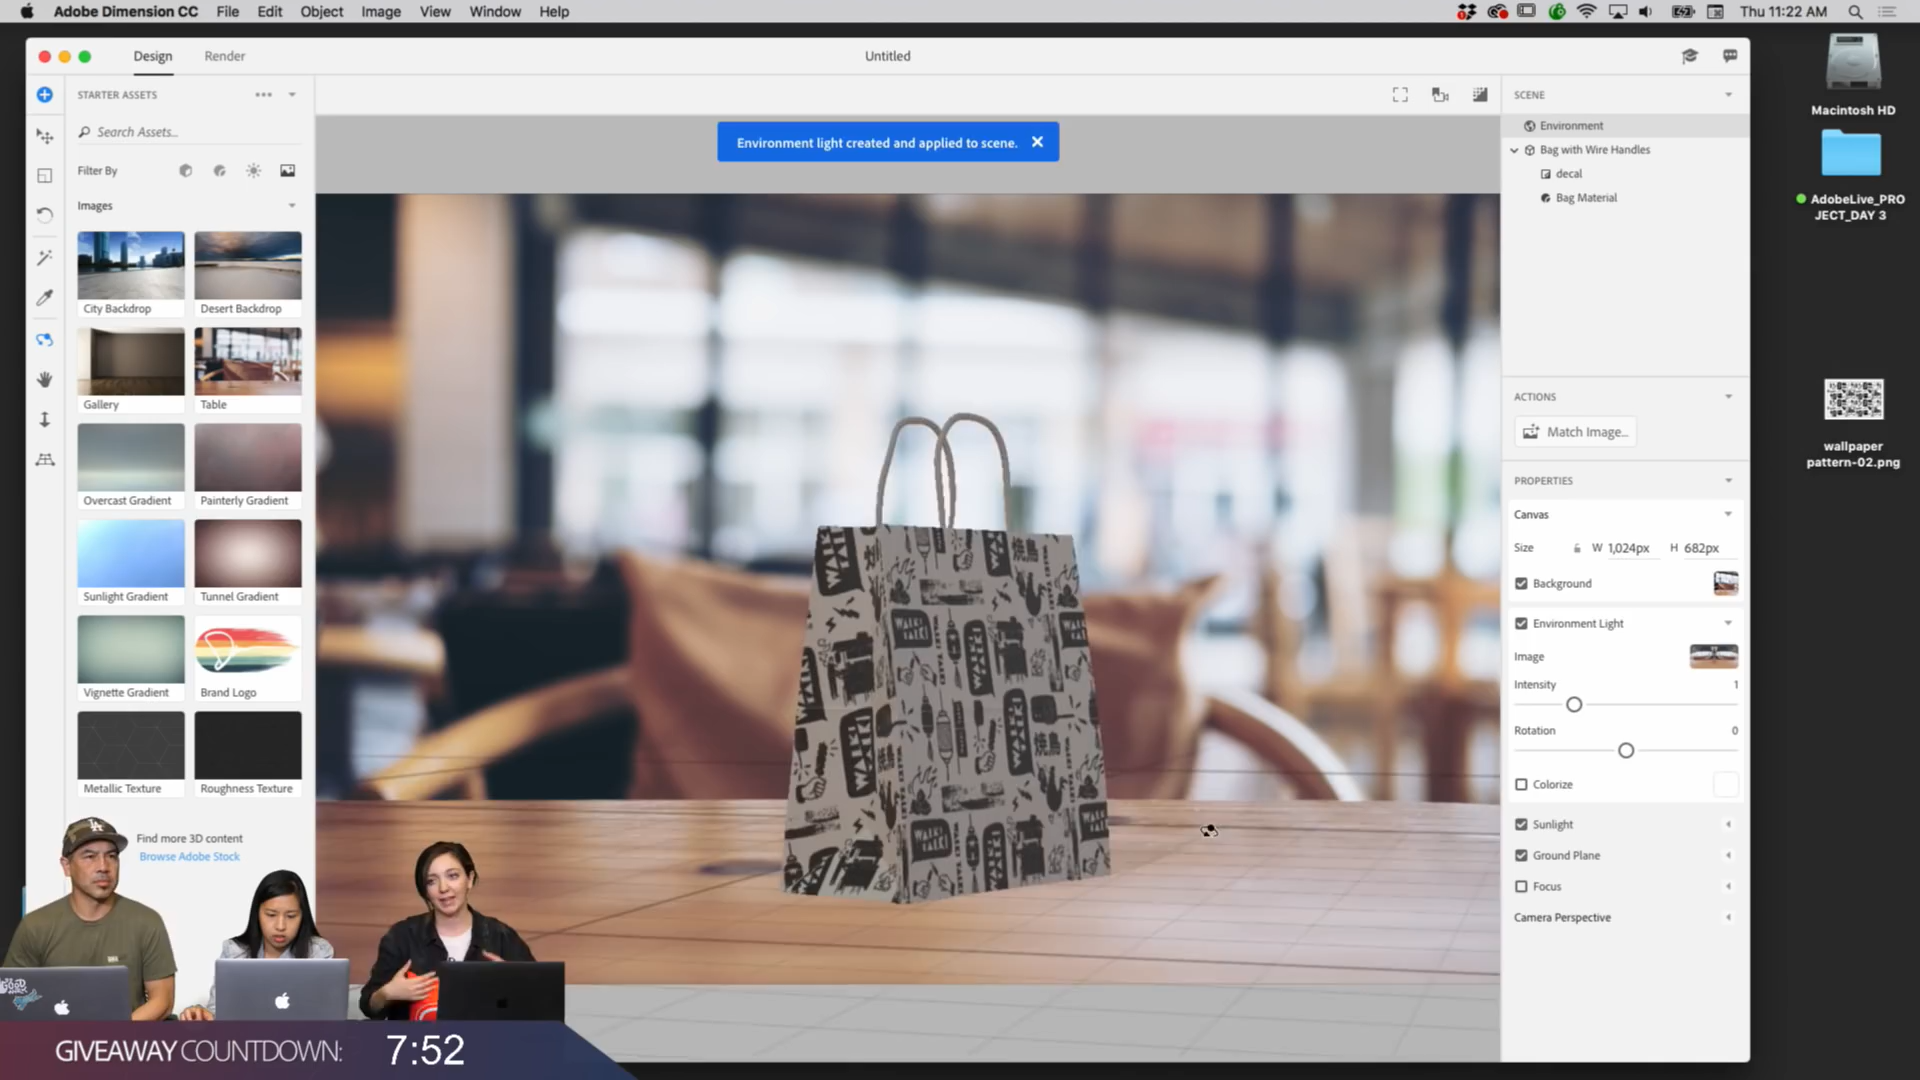 Adobe Dimension CC File Edit Object Image View Window Help
Thu 11:22 AM
Design Render
Untitled
STARTER ASSETS
Search Assets...
Filter By
Images
City Backdrop
Desert Backdrop
Gallery
Table
Overcast Gradient
Painterly Gradient
Sunlight Gradient
Tunnel Gradient
Vignette Gradient
Brand Logo
Metallic Texture
Roughness Texture
Find more 3D content
Browse Adobe Stock
Environment light created and applied to scene.
WALKI
TALKI
SCENE
Environment
Bag with Wire Handles
decal
Bag Material
ACTIONS
Match Image...
PROPERTIES
Canvas
Size W 1,024px H 682px
Background
Environment Light
Image
Intensity 1
Rotation 0
Colorize
Sunlight
Ground Plane
Focus
Camera Perspective
Macintosh HD
AdobeLive_PRO
JECT_DAY 3
wallpaper
pattern-02.png
GIVEAWAY COUNTDOWN: 7:52